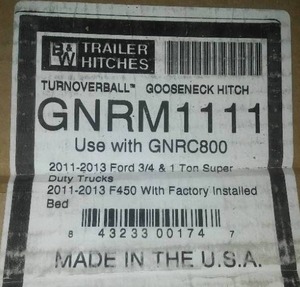 B&W TRAILER
HITCHES
TURNOVERBALL™ GOOSENECK HITCH
GNRM1111
Use with GNRC800
2011-2013 Ford 3/4 & 1 Ton Super
Duty Trucks
2011-2013 F450 With Factory Installed
Bed
8 43233 00174 7
MADE IN THE U.S.A.